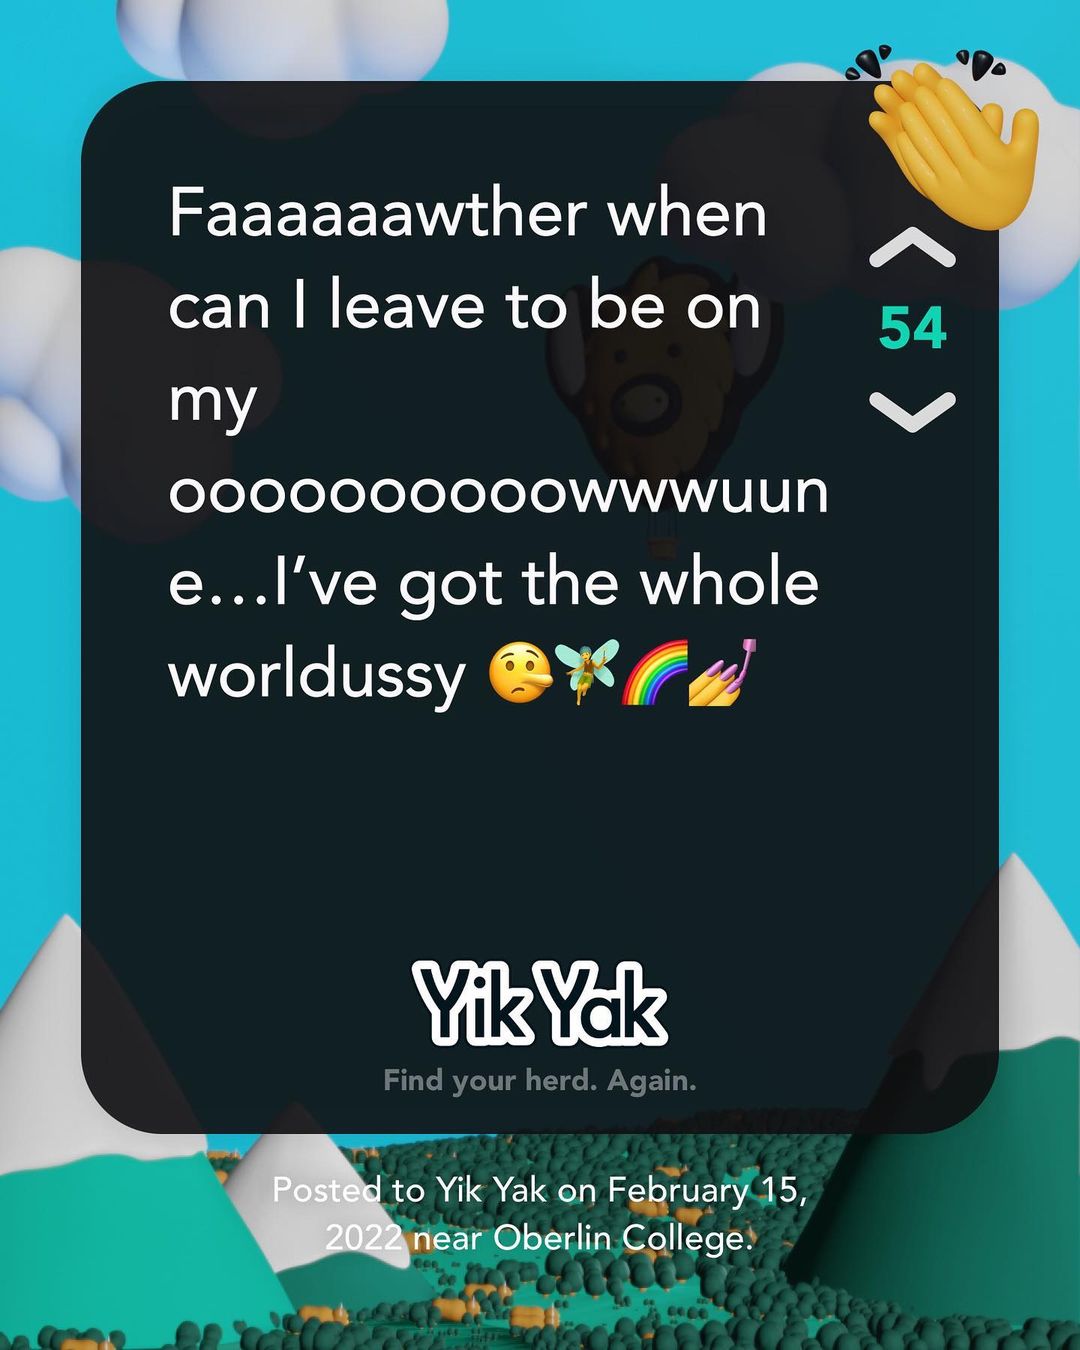 Faaaaaawther when
can I leave to be on
my
oooooooooowwwuun
e...I’ve got the whole
worldussy 🤥🧚‍♂️🌈💅
54
Yik Yak
Find your herd. Again.
Posted to Yik Yak on February 15,
2022 near Oberlin College.